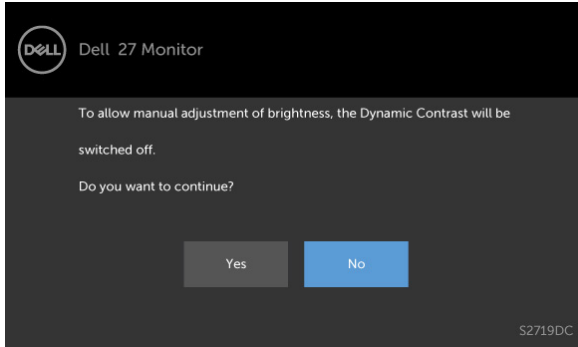 DELL
Dell 27 Monitor
To allow manual adjustment of brightness, the Dynamic Contrast will be
switched off.
Do you want to continue?
Yes
No
S2719DC